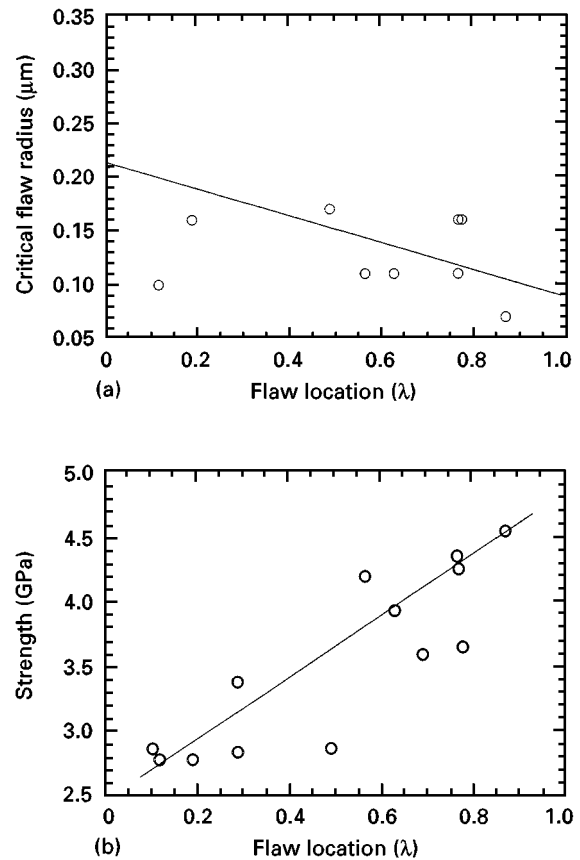 0.35
0.30
0.25
0.20
0.15
0.10
0.05
Critical flaw radius (μm)
0 0.2 0.4 0.6 0.8 1.0
(a) Flaw location (λ)
5.0
4.5
4.0
3.5
3.0
2.5
Strength (GPa)
0 0.2 0.4 0.6 0.8 1.0
(b) Flaw location (λ)